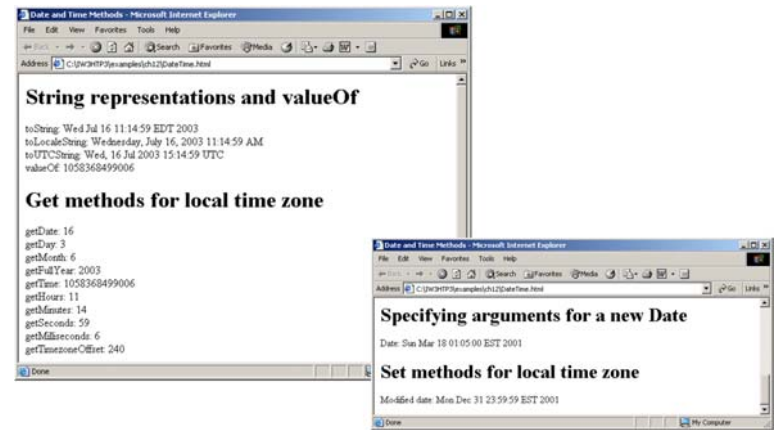 Date and Time Methods - Microsoft Internet Explorer
File Edit View Favorites Tools Help
Back Search Favorites Media
Address C:\IW3HTP3\examples\ch12\DateTime.html Go Links »
String representations and valueOf
toString: Wed Jul 16 11:14:59 EDT 2003
toLocaleString: Wednesday, July 16, 2003 11:14:59 AM
toUTCString: Wed, 16 Jul 2003 15:14:59 UTC
valueOf: 1058368499006
Get methods for local time zone
getDate: 16
getDay: 3
getMonth: 6
getFullYear: 2003
getTime: 1058368499006
getHours: 11
getMinutes: 14
getSeconds: 59
getMilliseconds: 6
getTimezoneOffset: 240
Done
Date and Time Methods - Microsoft Internet Explorer
File Edit View Favorites Tools Help
Back Search Favorites Media
Address C:\IW3HTP3\examples\ch12\DateTime.html Go Links »
Specifying arguments for a new Date
Date: Sun Mar 18 01:05:00 EST 2001
Set methods for local time zone
Modified date: Mon Dec 31 23:59:59 EST 2001
Done My Computer